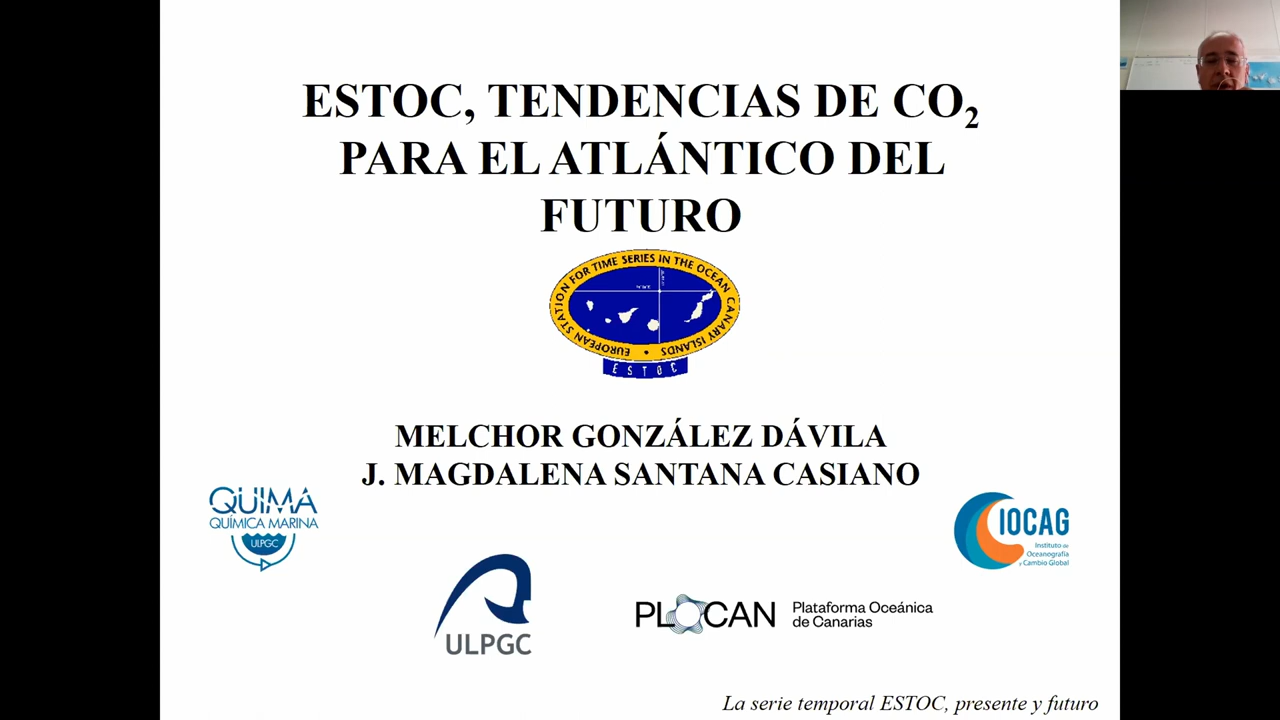 ESTOC, TENDENCIAS DE CO₂
PARA EL ATLÁNTICO DEL
FUTURO
EUROPEAN STATION FOR TIME SERIES IN THE OCEAN CANARY ISLANDS
ESTOC
MELCHOR GONZÁLEZ DÁVILA
J. MAGDALENA SANTANA CASIANO
QUIMA
QUÍMICA MARINA
ULPGC
IOCAG
Instituto de
Oceanografía
y Cambio Global
ULPGC
PLOCAN
Plataforma Oceánica
de Canarias
La serie temporal ESTOC, presente y futuro